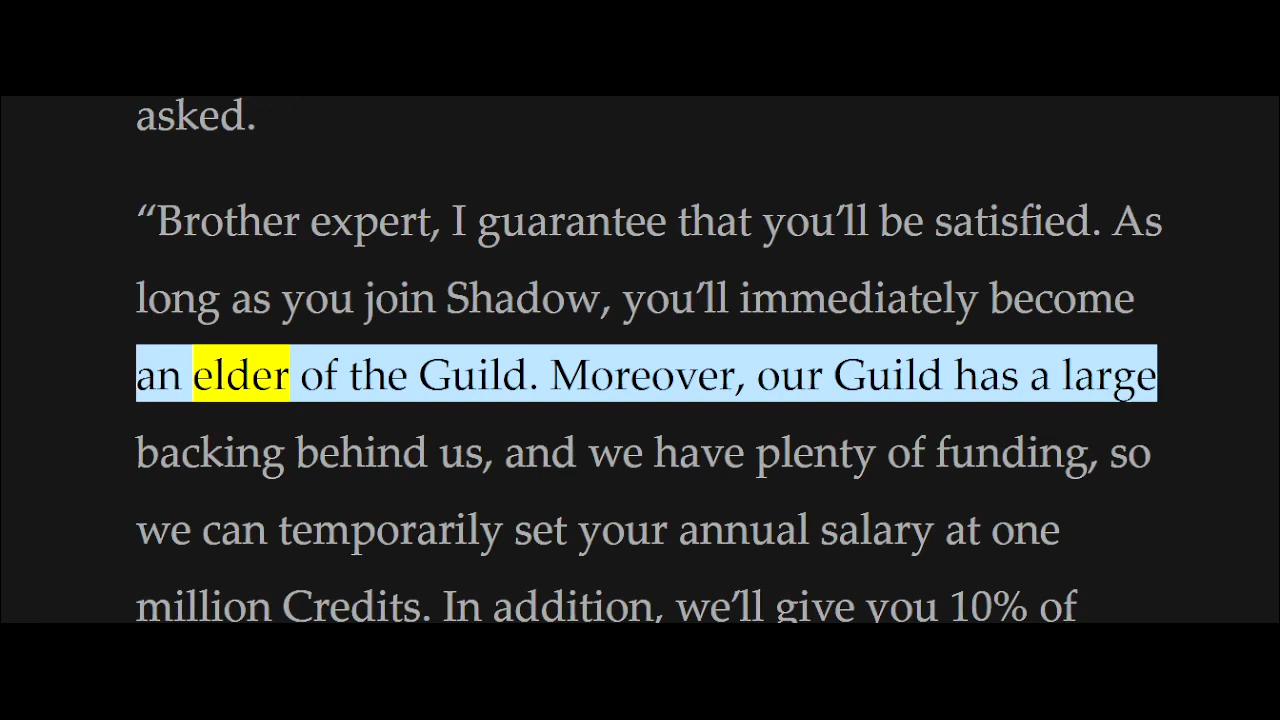 asked.
“Brother expert, I guarantee that you’ll be satisfied. As
long as you join Shadow, you’ll immediately become
an elder of the Guild. Moreover, our Guild has a large
backing behind us, and we have plenty of funding, so
we can temporarily set your annual salary at one
million Credits. In addition, we’ll give you 10% of